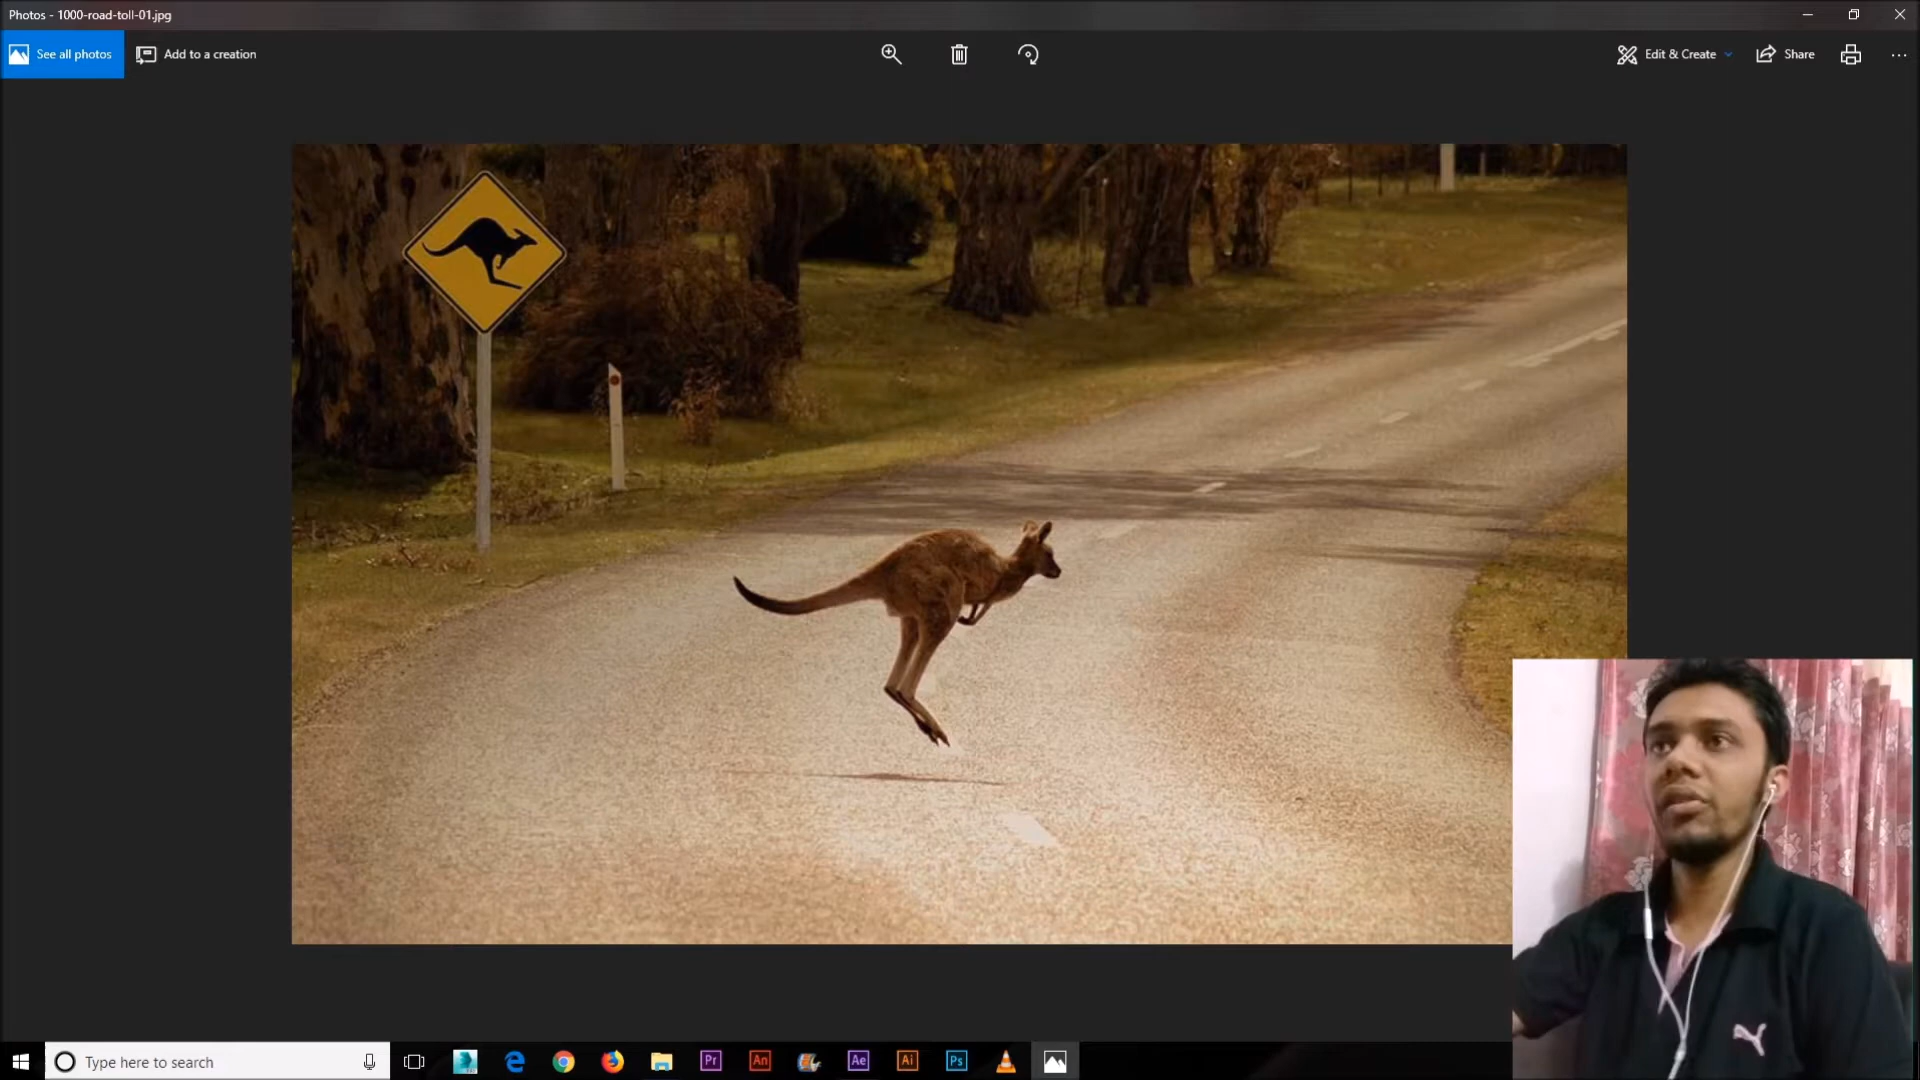 Photos - 1000-road-toll-01.jpg
See all photos
Add to a creation
Edit & Create
Share
Type here to search
Pr
An
Ae
Ai
Ps